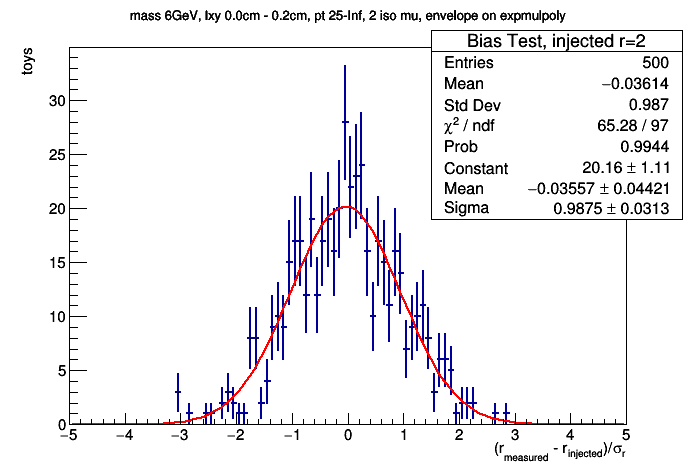 mass 6GeV, lxy 0.0cm - 0.2cm, pt 25-Inf, 2 iso mu, envelope on expmulpoly
toys
Bias Test, injected r=2
Entries 500
Mean −0.03614
Std Dev 0.987
χ² / ndf 65.28 / 97
Prob 0.9944
Constant 20.16 ± 1.11
Mean −0.03557 ± 0.04421
Sigma 0.9875 ± 0.0313
30
25
20
15
10
5
0
−5 −4 −3 −2 −1 0 1 2 3 4 5
(r_measured - r_injected)/σ_r